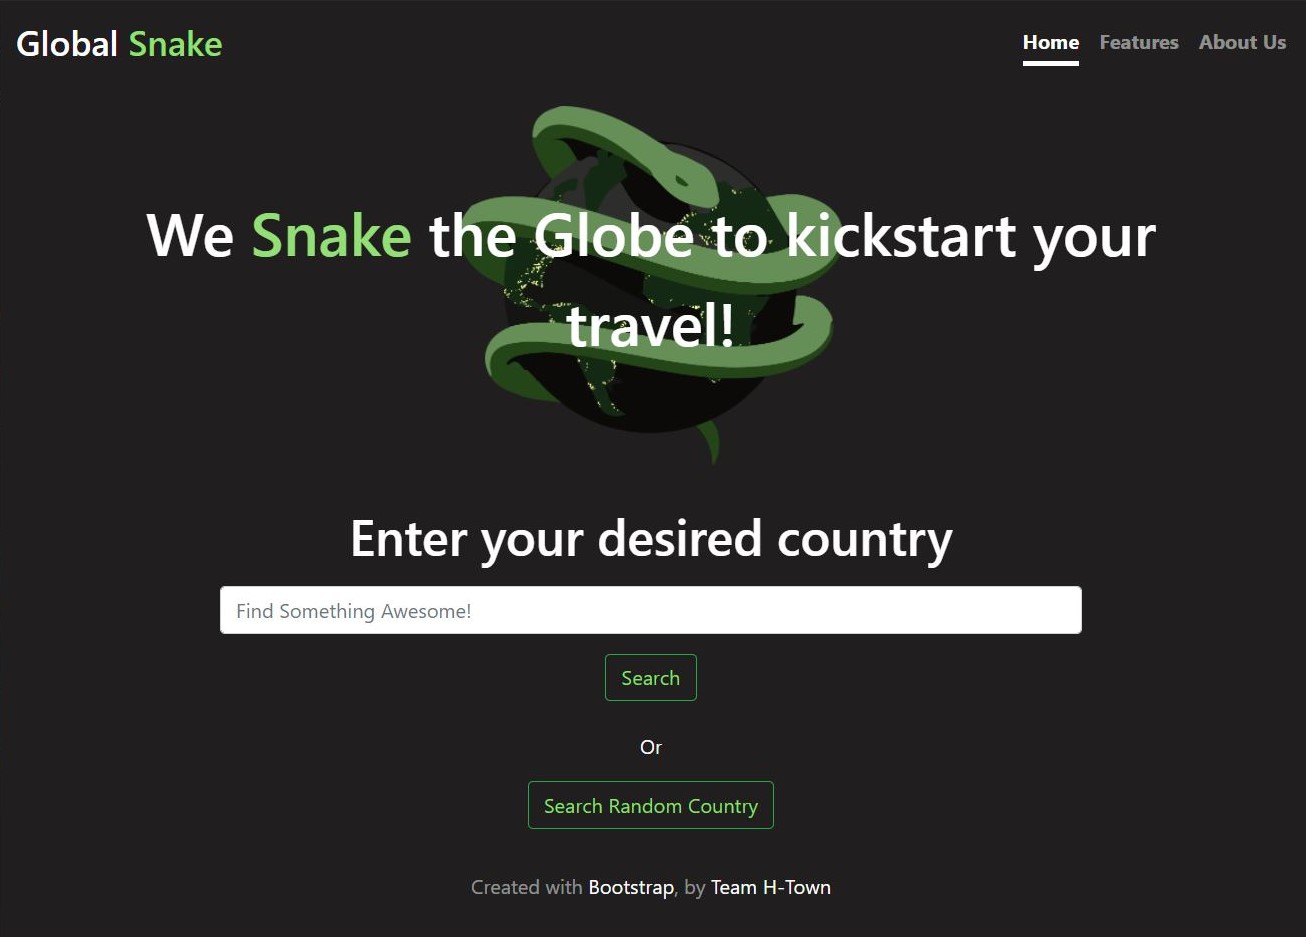 Global Snake
Home Features About Us
We Snake the Globe to kickstart your
travel!
Enter your desired country
Find Something Awesome!
Search
Or
Search Random Country
Created with Bootstrap, by Team H-Town